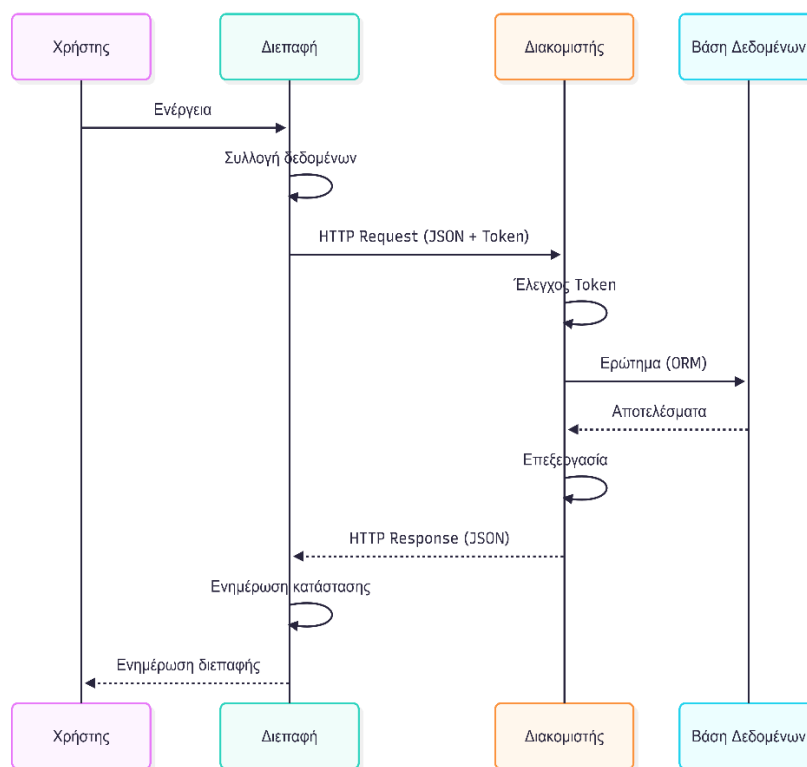 Χρήστης
Διεπαφή
Διακομιστής
Βάση Δεδομένων
Ενέργεια
Συλλογή δεδομένων
HTTP Request (JSON + Token)
Έλεγχος Token
Ερώτημα (ORM)
Αποτελέσματα
Επεξεργασία
HTTP Response (JSON)
Ενημέρωση κατάστασης
Ενημέρωση διεπαφής
Χρήστης
Διεπαφή
Διακομιστής
Βάση Δεδομένων